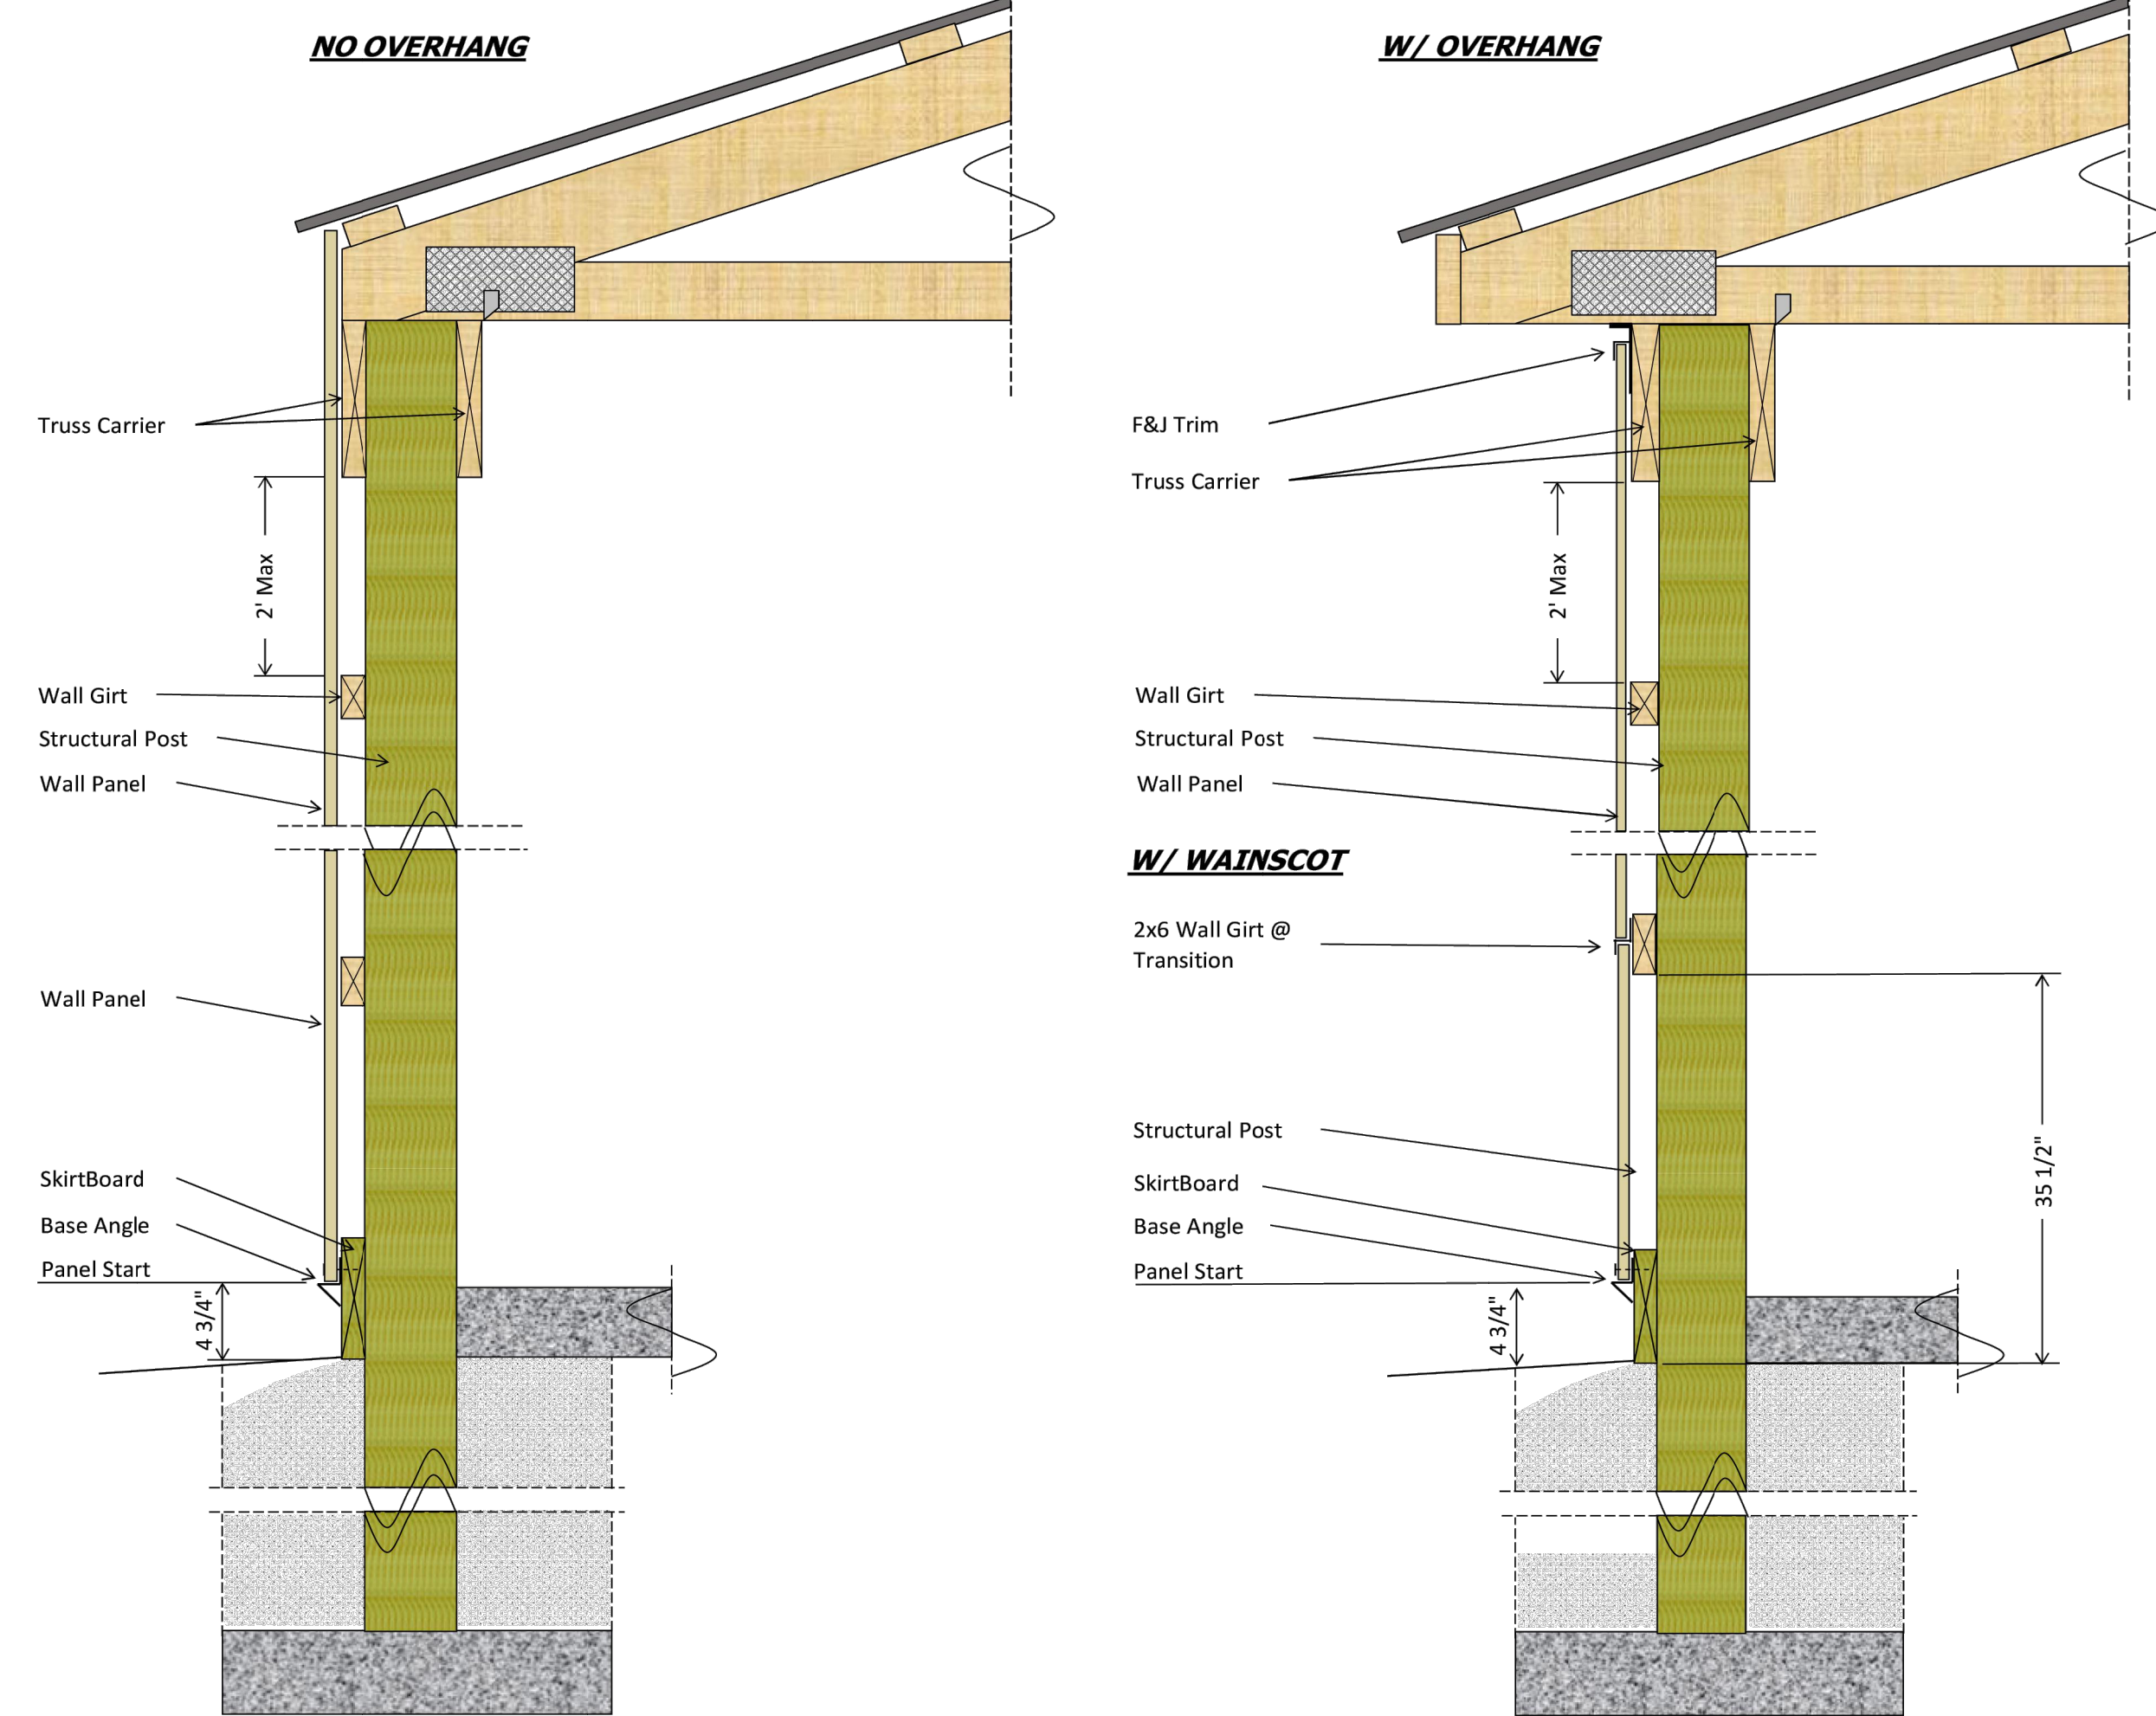 NO OVERHANG
Truss Carrier
2' Max
Wall Girt
Structural Post
Wall Panel
Wall Panel
SkirtBoard
Base Angle
Panel Start
4 3/4"
W/ OVERHANG
F&J Trim
Truss Carrier
2' Max
Wall Girt
Structural Post
Wall Panel
W/ WAINSCOT
2x6 Wall Girt @
Transition
Structural Post
SkirtBoard
Base Angle
Panel Start
4 3/4"
35 1/2"